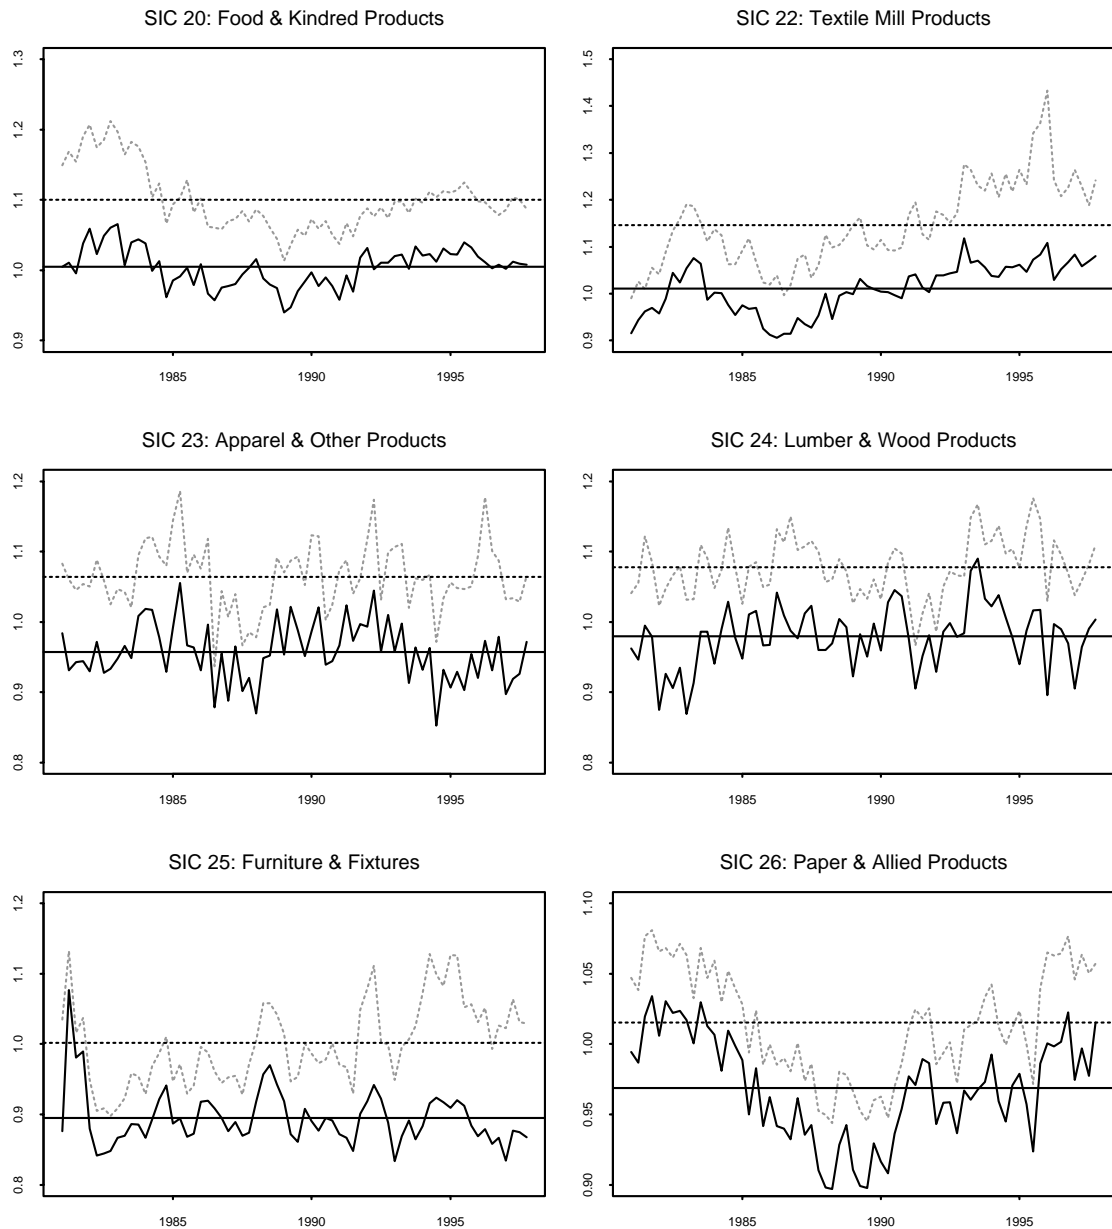 SIC 20: Food & Kindred Products
1.3
1.2
1.1
1.0
0.9
1985 1990 1995
SIC 22: Textile Mill Products
1.5
1.4
1.3
1.2
1.1
1.0
0.9
1985 1990 1995
SIC 23: Apparel & Other Products
1.2
1.1
1.0
0.9
0.8
1985 1990 1995
SIC 24: Lumber & Wood Products
1.2
1.1
1.0
0.9
0.8
1985 1990 1995
SIC 25: Furniture & Fixtures
1.2
1.1
1.0
0.9
0.8
1985 1990 1995
SIC 26: Paper & Allied Products
1.10
1.05
1.00
0.95
0.90
1985 1990 1995